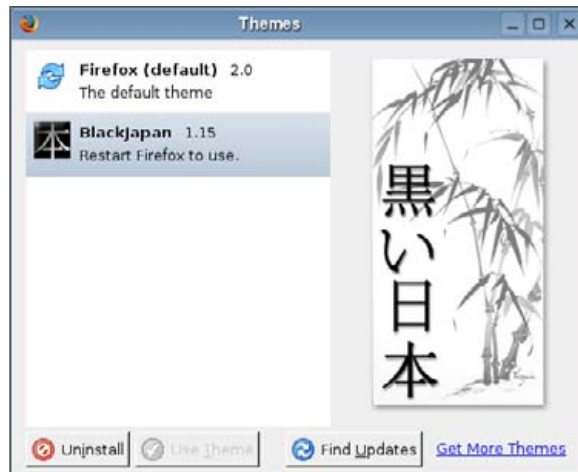 Themes
Firefox (default) 2.0
The default theme
BlackJapan 1.15
Restart Firefox to use.
本
黒い日本
Uninstall
Use Theme
Find Updates
Get More Themes